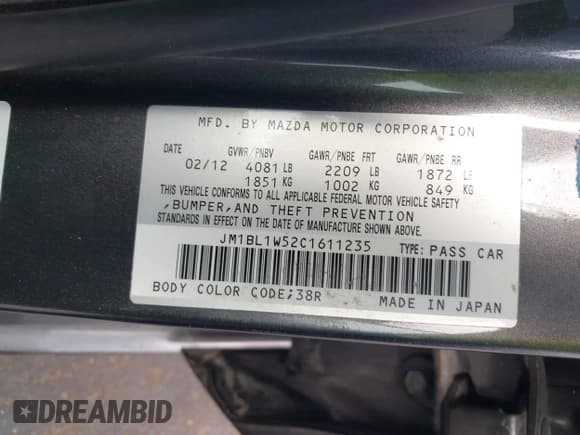 MFD. BY MAZDA MOTOR CORPORATION
DATE GVWR/PNBV GAWR/PNBE FRT GAWR/PNBE RR
02/12 4081 LB 2209 LB 1872 LB
1851 KG 1002 KG 849 KG
THIS VEHICLE CONFORMS TO ALL APPLICABLE FEDERAL MOTOR VEHICLE SAFETY
,BUMPER,AND THEFT PREVENTION
STANDARDS IN EFFECT ON THE DATE OF MANUFACTURE SHOWN ABOVE.
JM1BL1W52C1611235 TYPE: PASS CAR
BODY COLOR CODE;38R MADE IN JAPAN
DREAMBID